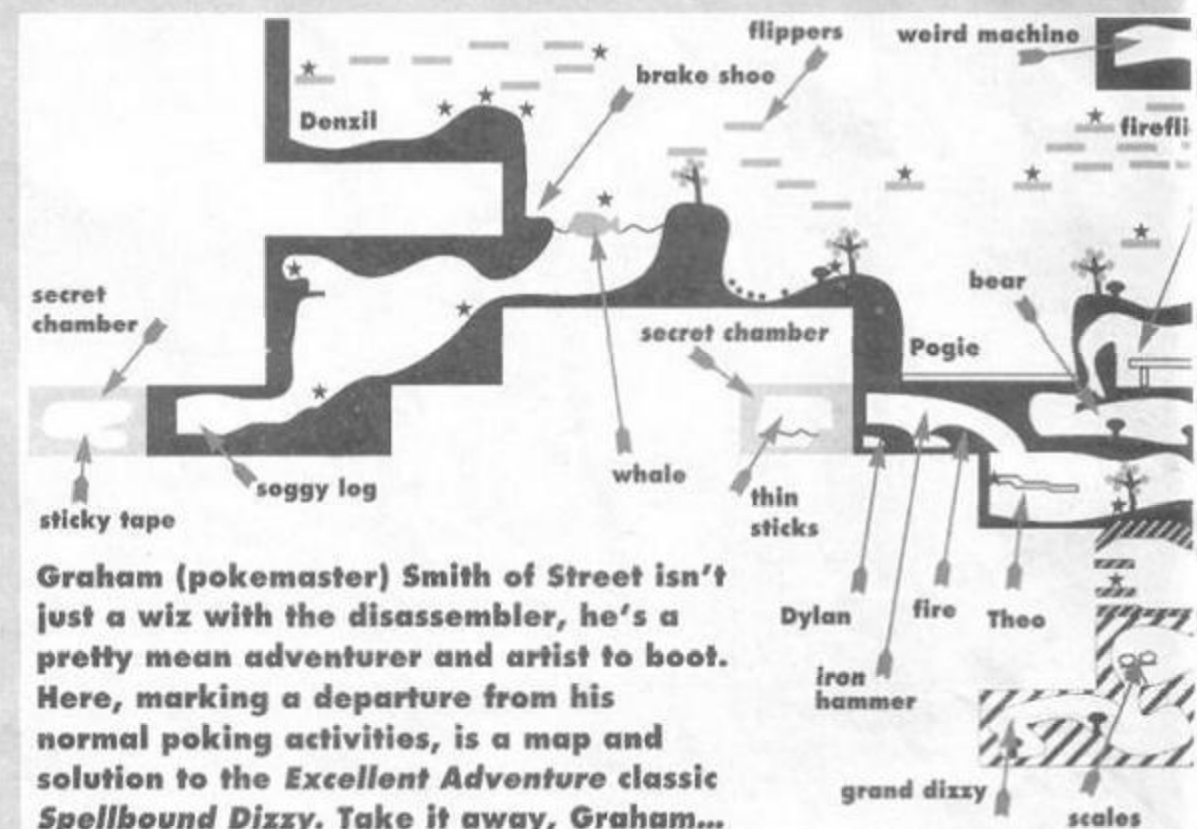 flippers
weird machine
brake shoe
Denzil
firefli
bear
secret
chamber
secret chamber
Pogie
whale
soggy log
thin
sticks
sticky tape
Dylan
fire
Theo
iron
hammer
grand dizzy
scales
Graham (pokemaster) Smith of Street isn't
just a wiz with the disassembler, he's a
pretty mean adventurer and artist to boot.
Here, marking a departure from his
normal poking activities, is a map and
solution to the Excellent Adventure classic
Spellbound Dizzy. Take it away, Graham...